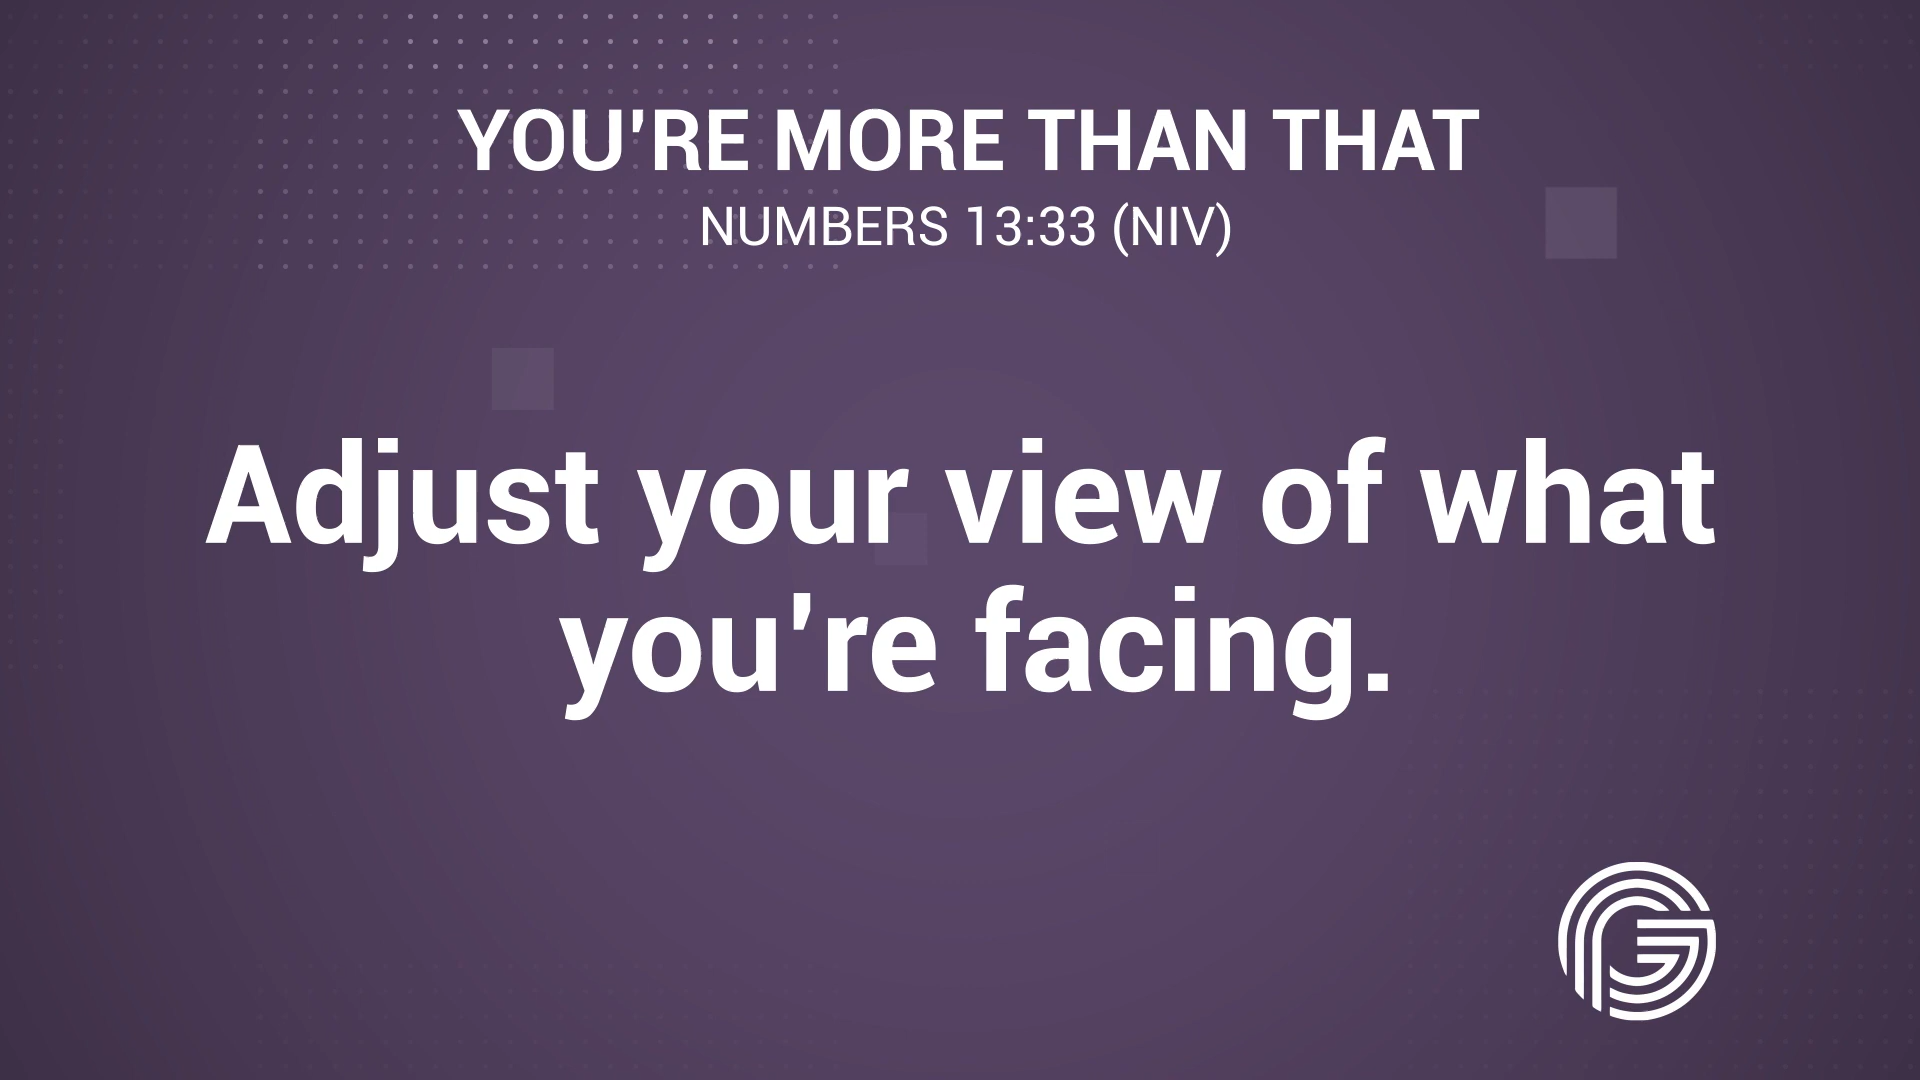 YOU'RE MORE THAN THAT
NUMBERS 13:33 (NIV)
Adjust your view of what
you're facing.